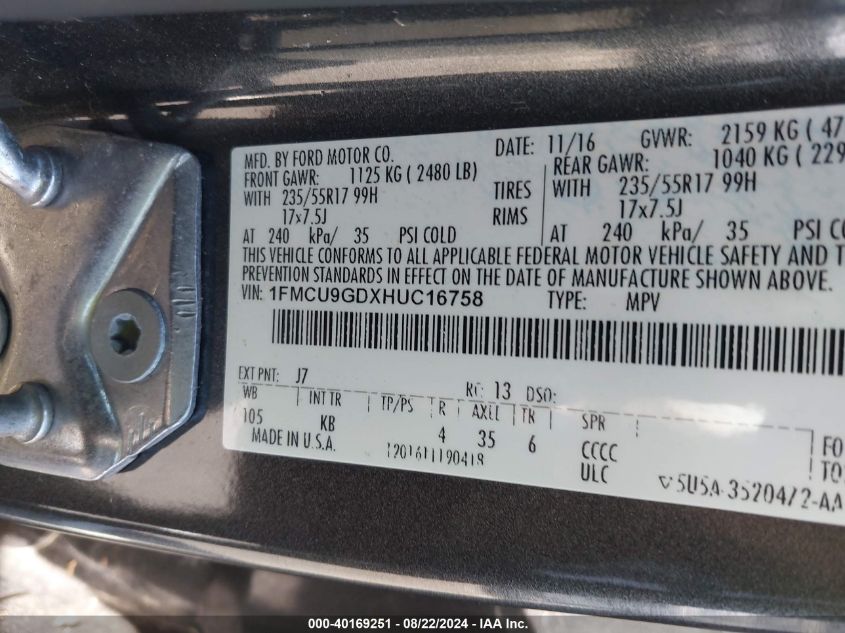 MFD. BY FORD MOTOR CO.
DATE: 11/16 GVWR: 2159 KG ( 47
FRONT GAWR: 1125 KG ( 2480 LB)
REAR GAWR: 1040 KG ( 229
WITH 235/55R17 99H TIRES WITH 235/55R17 99H
17x7.5J RIMS 17x7.5J
AT 240 kPa/ 35 PSI COLD AT 240 kPa/ 35 PSI CO
THIS VEHICLE CONFORMS TO ALL APPLICABLE FEDERAL MOTOR VEHICLE SAFETY AND T
PREVENTION STANDARDS IN EFFECT ON THE DATE OF MANUFACTURE SHOWN ABOVE.
VIN: 1FMCU9GDXHUC16758 TYPE: MPV
EXT PNT: J7 RC: 13 DSO:
WB INT TR TP/PS R AXLE TR SPR
105 KB 4 35 6 CCCC
MADE IN U.S.A. 1201611190418 ULC
FO
TO
5U5A-3520472-AA
000-40169251 - 08/22/2024 - IAA Inc.